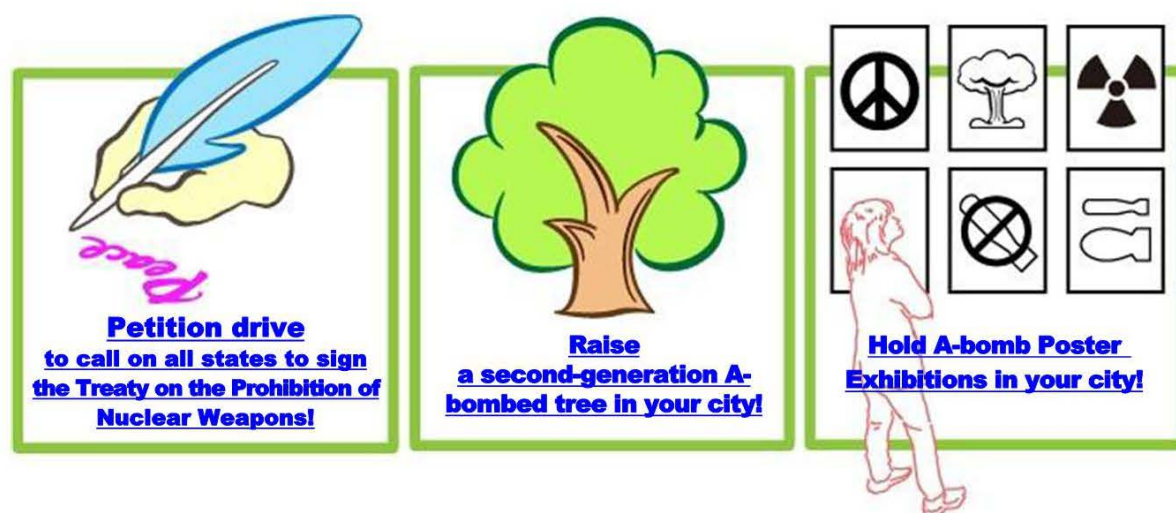 Peace
Petition drive
to call on all states to sign
the Treaty on the Prohibition of
Nuclear Weapons!
Raise
a second-generation A-
bombed tree in your city!
Hold A-bomb Poster
Exhibitions in your city!